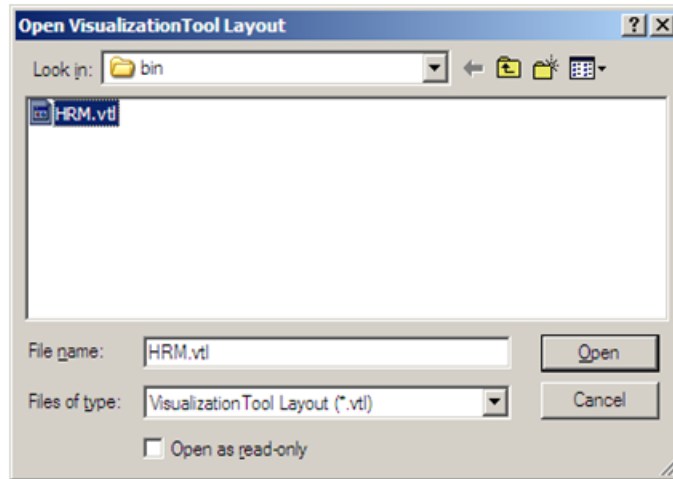 Open VisualizationTool Layout
Look in: bin
HRM.vtl
File name: HRM.vtl Open
Files of type: VisualizationTool Layout (*.vtl) Cancel
Open as read-only